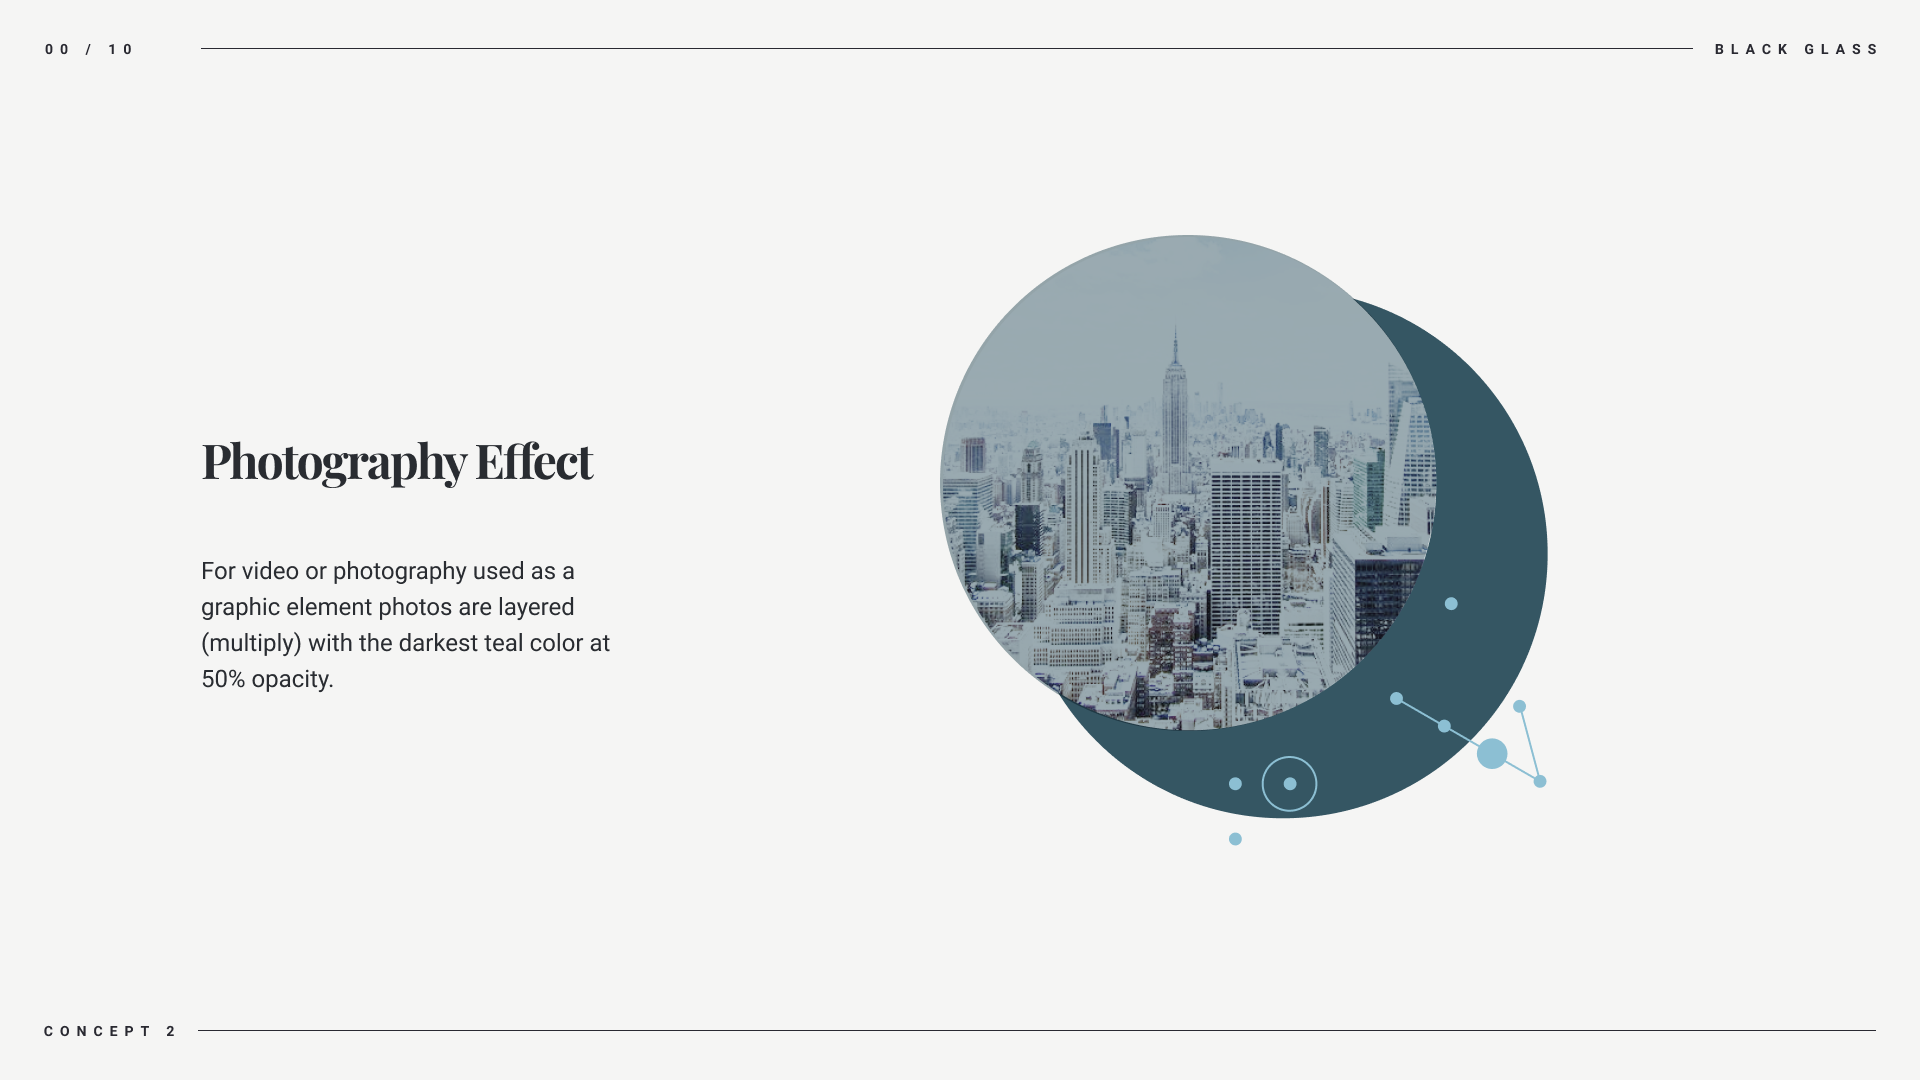 00 / 10
BLACK GLASS
Photography Effect
For video or photography used as a
graphic element photos are layered
(multiply) with the darkest teal color at
50% opacity.
CONCEPT 2